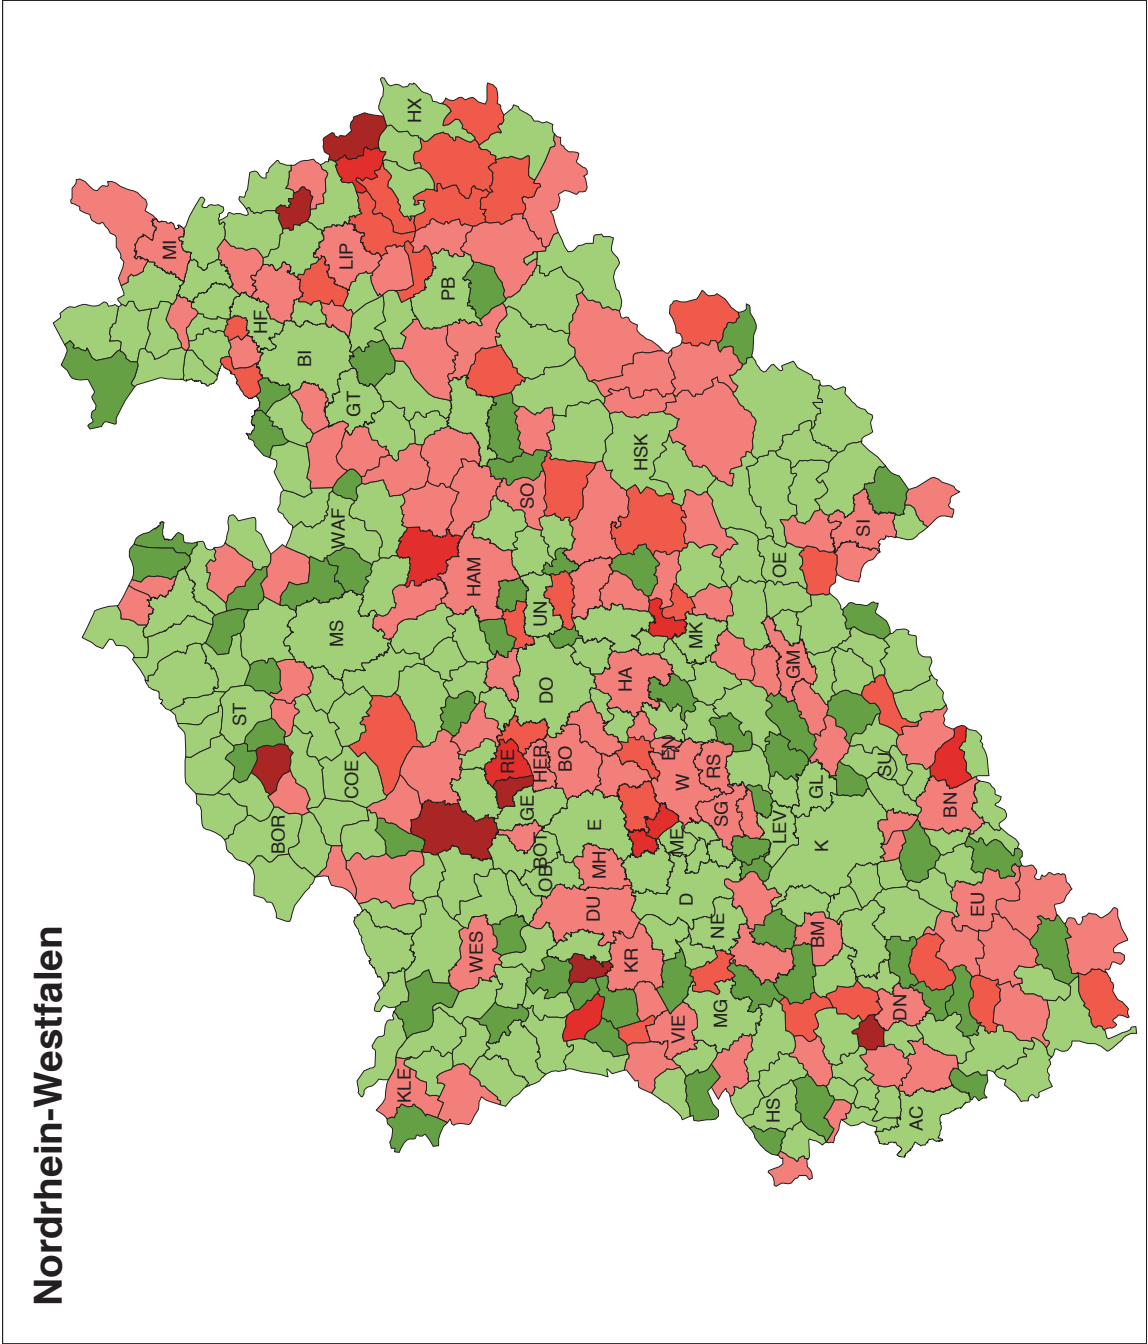 Nordrhein-Westfalen
MI
HX
LIP
PB
HF
BI
GT
HSK
SO
WAF
SI
OE
HAM
UN
MS
MK
GM
HA
DO
ST
RE
HER
BO
EN
W
RS
SU
COE
GE
SG
GL
BN
BOR
BOT
OB
E
ME
LEV
K
MH
DU
D
NE
EU
WES
KR
BM
VIE
MG
DN
KLE
HS
AC